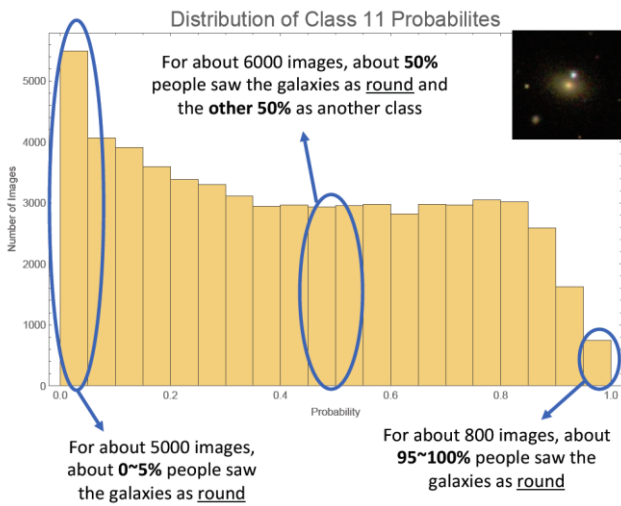 Distribution of Class 11 Probabilites
For about 6000 images, about 50%
people saw the galaxies as round and
the other 50% as another class
Number of Images
5000
4000
3000
2000
1000
0
0.0
0.2
0.4
0.6
0.8
1.0
Probability
For about 5000 images,
about 0~5% people saw
the galaxies as round
For about 800 images, about
95~100% people saw the
galaxies as round